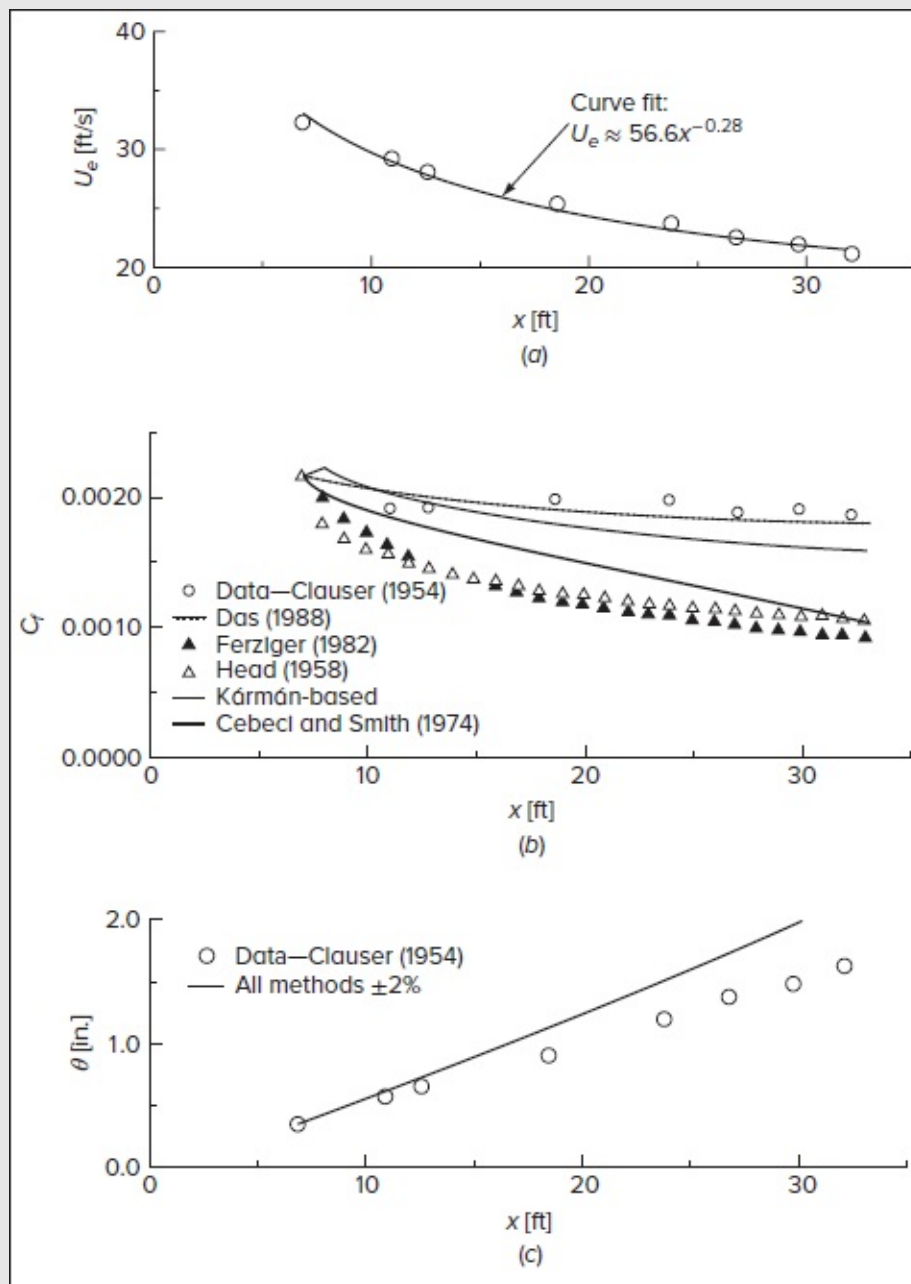 40
30
20
U_e [ft/s]
Curve fit:
U_e ≈ 56.6x^{−0.28}
0
10
20
30
x [ft]
(a)
0.0020
0.0010
0.0000
C_f
Data—Clauser (1954)
Das (1988)
Ferziger (1982)
Head (1958)
Kármán-based
Cebeci and Smith (1974)
0
10
20
30
x [ft]
(b)
2.0
1.0
0.0
θ [in.]
Data—Clauser (1954)
All methods ±2%
0
10
20
30
x [ft]
(c)